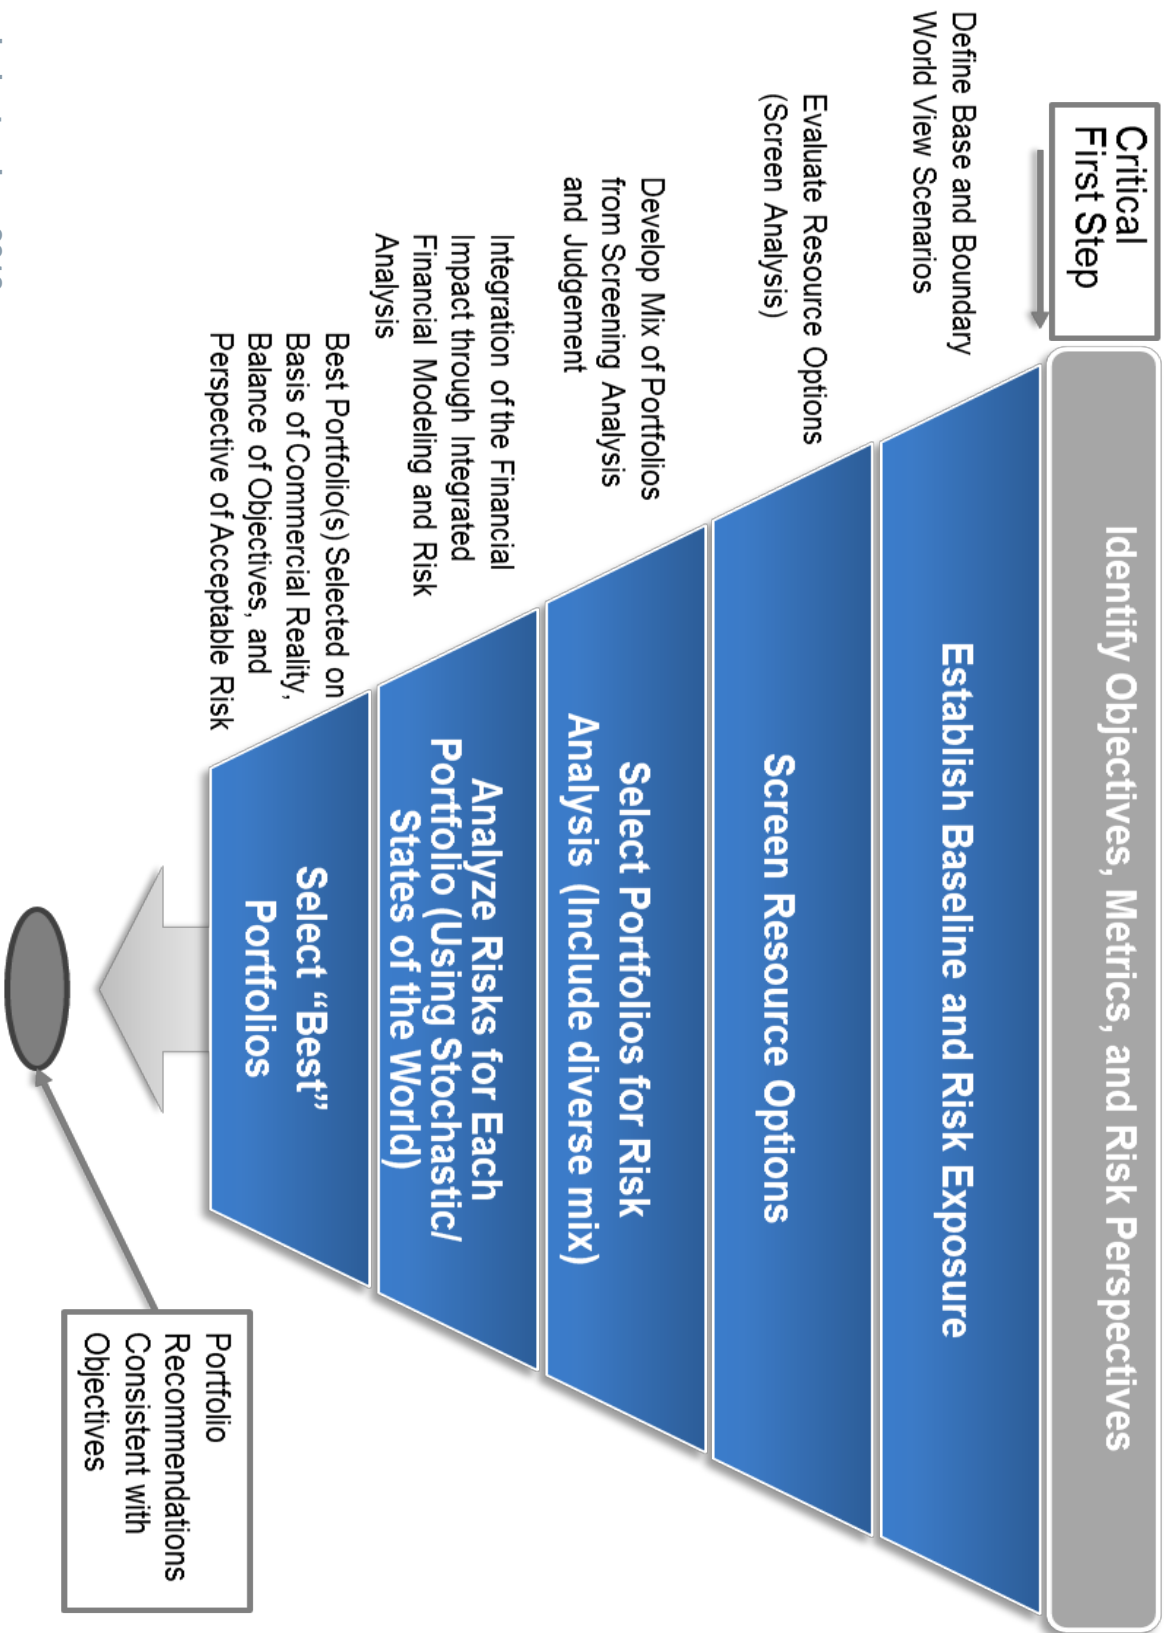 Critical
First Step
Identify Objectives, Metrics, and Risk Perspectives
Define Base and Boundary
World View Scenarios
Establish Baseline and Risk Exposure
Evaluate Resource Options
(Screen Analysis)
Screen Resource Options
Develop Mix of Portfolios
from Screening Analysis
and Judgement
Select Portfolios for Risk
Analysis (Include diverse mix)
Integration of the Financial
Impact through Integrated
Financial Modeling and Risk
Analysis
Analyze Risks for Each
Portfolio (Using Stochastic/
States of the World)
Best Portfolio(s) Selected on
Basis of Commercial Reality,
Balance of Objectives, and
Perspective of Acceptable Risk
Select “Best”
Portfolios
Portfolio
Recommendations
Consistent with
Objectives